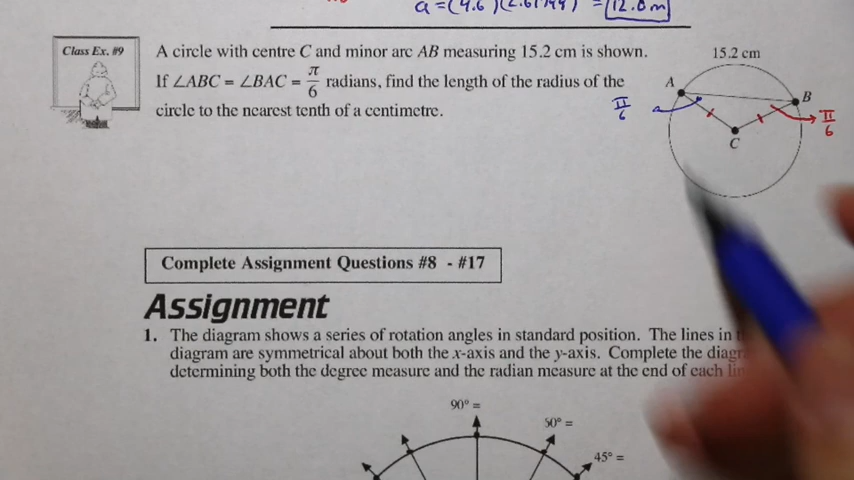 a = (4.6)(2.61799) = 12.0 m
Class Ex. #9
A circle with centre C and minor arc AB measuring 15.2 cm is shown.
If ∠ABC = ∠BAC = π/6 radians, find the length of the radius of the
circle to the nearest tenth of a centimetre.
15.2 cm
A
B
π/6
π/6
C
Complete Assignment Questions #8 - #17
Assignment
1. The diagram shows a series of rotation angles in standard position. The lines in
diagram are symmetrical about both the x-axis and the y-axis. Complete the
determining both the degree measure and the radian measure at the end of each
90° =
50° =
45° =